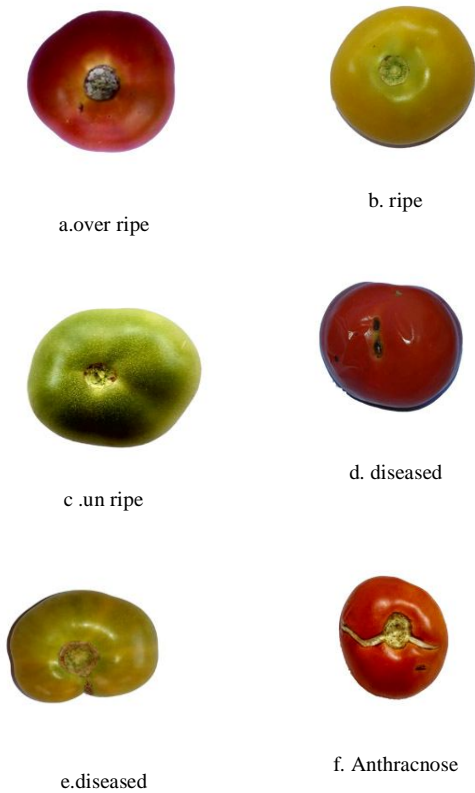 a.over ripe
b. ripe
c .un ripe
d. diseased
e.diseased
f. Anthracnose